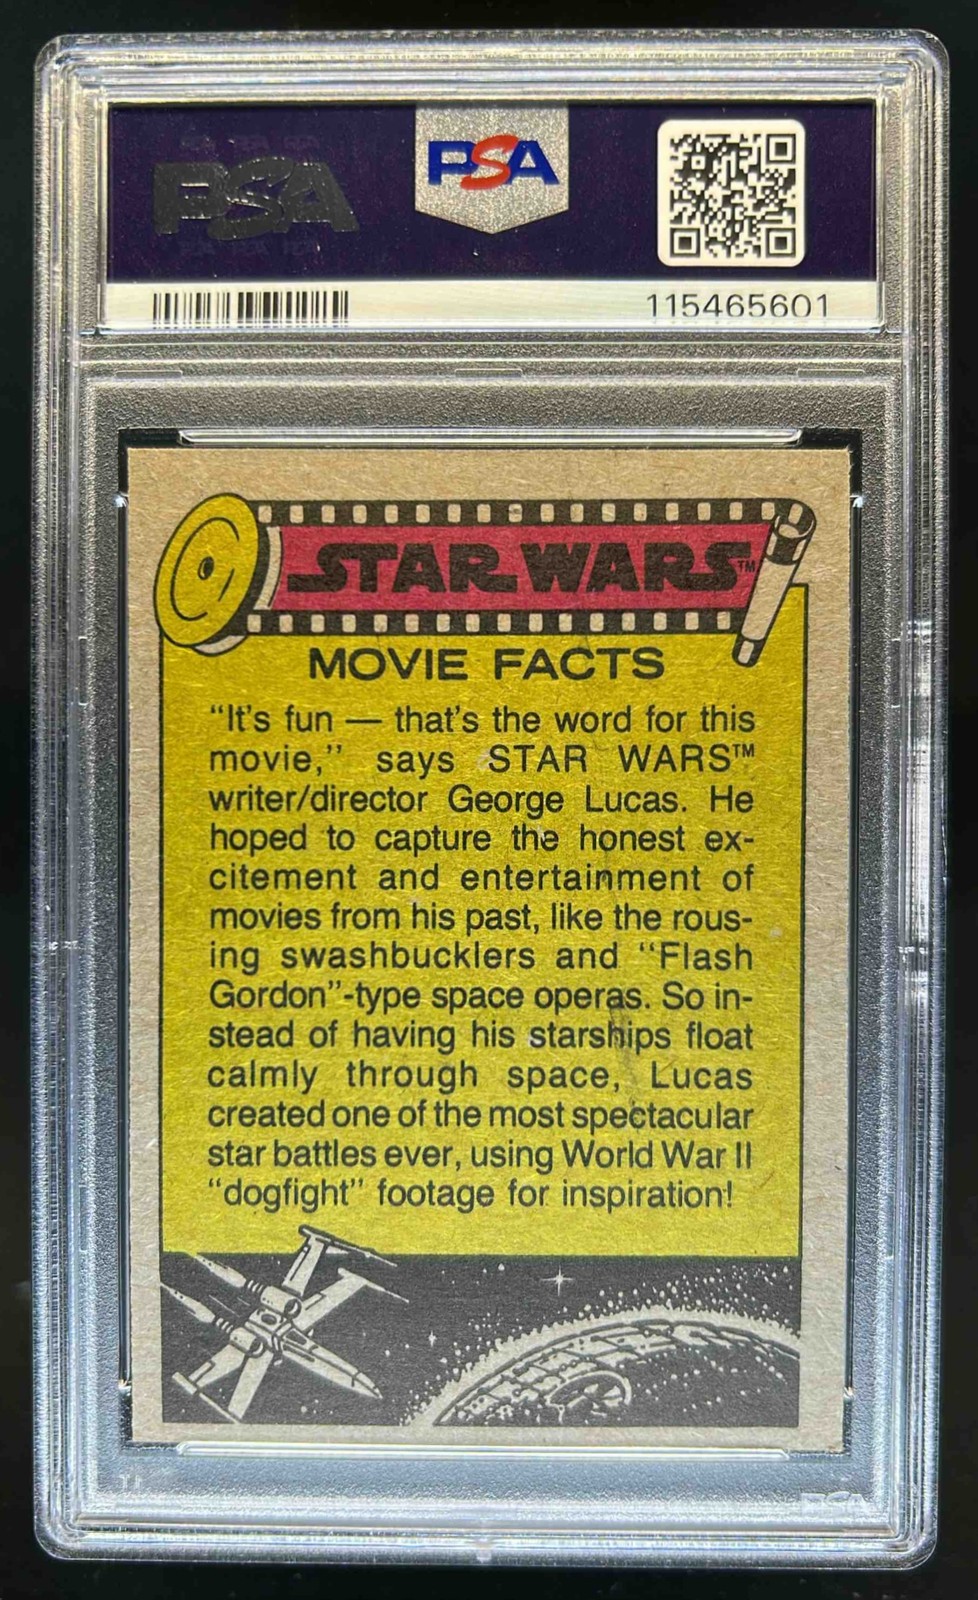 PSA
PSA
115465601
STAR WARS™
MOVIE FACTS
“It's fun — that's the word for this
movie,” says STAR WARS™
writer/director George Lucas. He
hoped to capture the honest ex-
citement and entertainment of
movies from his past, like the rous-
ing swashbucklers and “Flash
Gordon”-type space operas. So in-
stead of having his starships float
calmly through space, Lucas
created one of the most spectacular
star battles ever, using World War II
“dogfight” footage for inspiration!
PSA